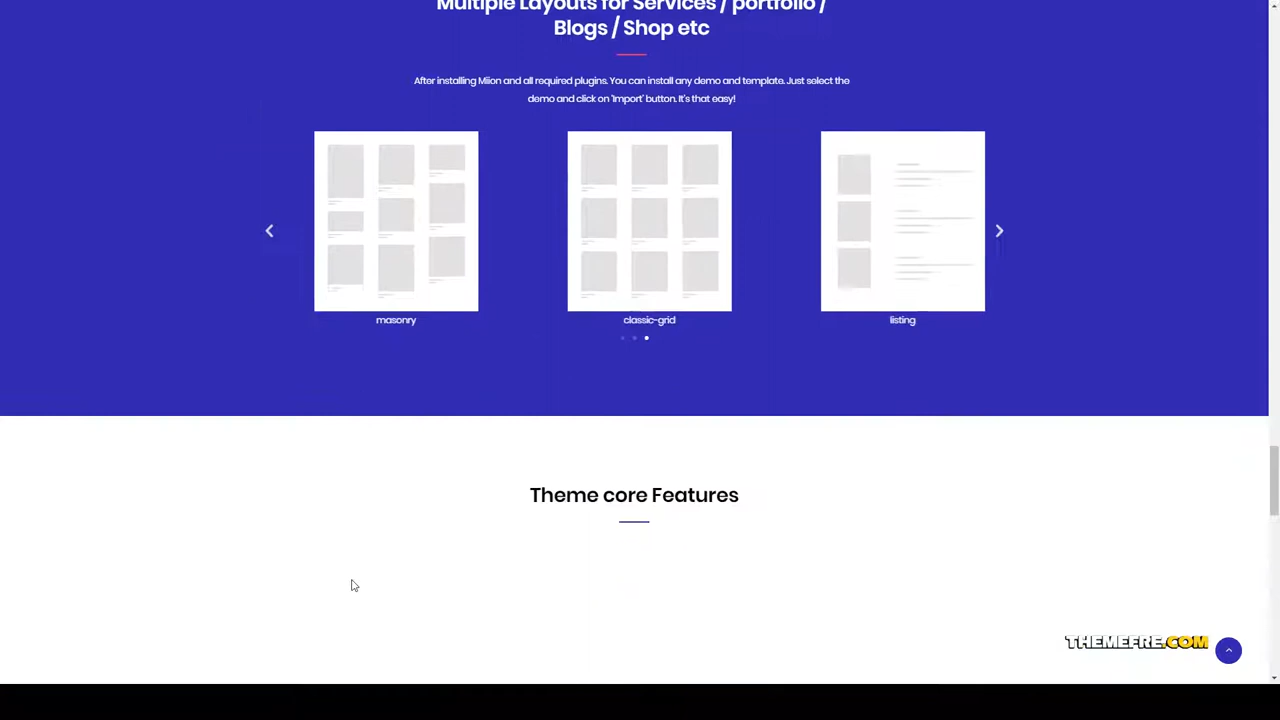 Multiple Layouts for Services / portfolio /
Blogs / Shop etc
After installing Miion and all required plugins. You can install any demo and template. Just select the
demo and click on 'Import' button. It's that easy!
masonry
classic-grid
listing
Theme core Features
THEMEFRE.COM